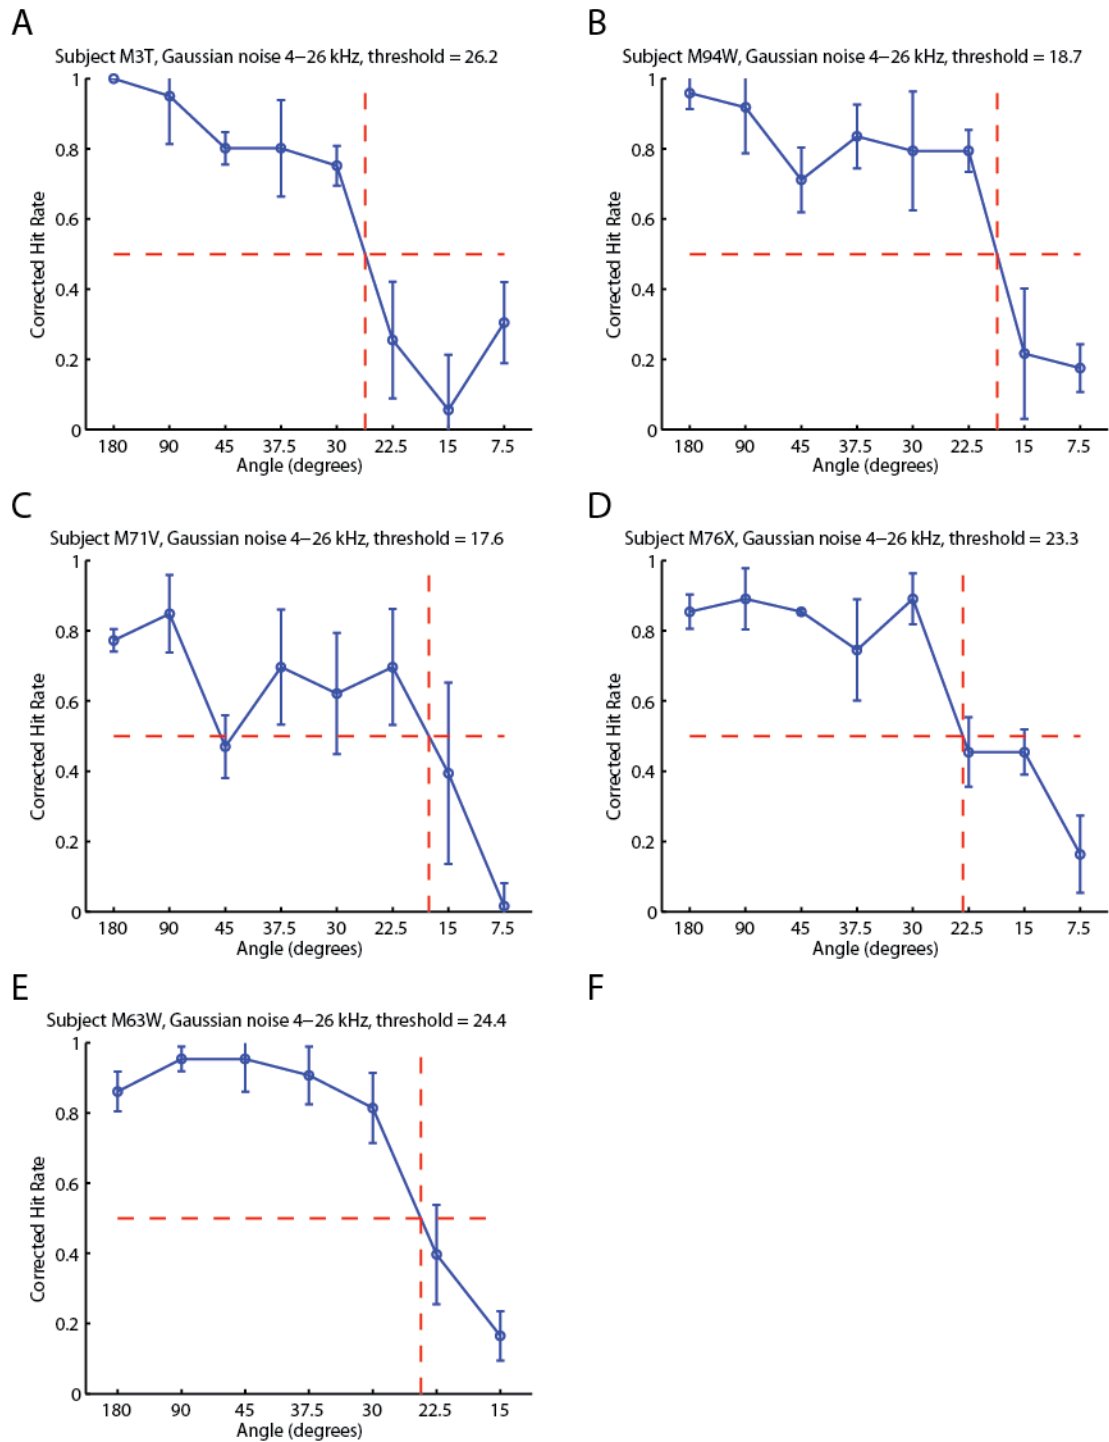 A
Subject M3T, Gaussian noise 4−26 kHz, threshold = 26.2
Corrected Hit Rate
1
0.8
0.6
0.4
0.2
0
180 90 45 37.5 30 22.5 15 7.5
Angle (degrees)
B
Subject M94W, Gaussian noise 4−26 kHz, threshold = 18.7
Corrected Hit Rate
1
0.8
0.6
0.4
0.2
0
180 90 45 37.5 30 22.5 15 7.5
Angle (degrees)
C
Subject M71V, Gaussian noise 4−26 kHz, threshold = 17.6
Corrected Hit Rate
1
0.8
0.6
0.4
0.2
0
180 90 45 37.5 30 22.5 15 7.5
Angle (degrees)
D
Subject M76X, Gaussian noise 4−26 kHz, threshold = 23.3
Corrected Hit Rate
1
0.8
0.6
0.4
0.2
0
180 90 45 37.5 30 22.5 15 7.5
Angle (degrees)
E
Subject M63W, Gaussian noise 4−26 kHz, threshold = 24.4
Corrected Hit Rate
1
0.8
0.6
0.4
0.2
0
180 90 45 37.5 30 22.5 15
Angle (degrees)
F